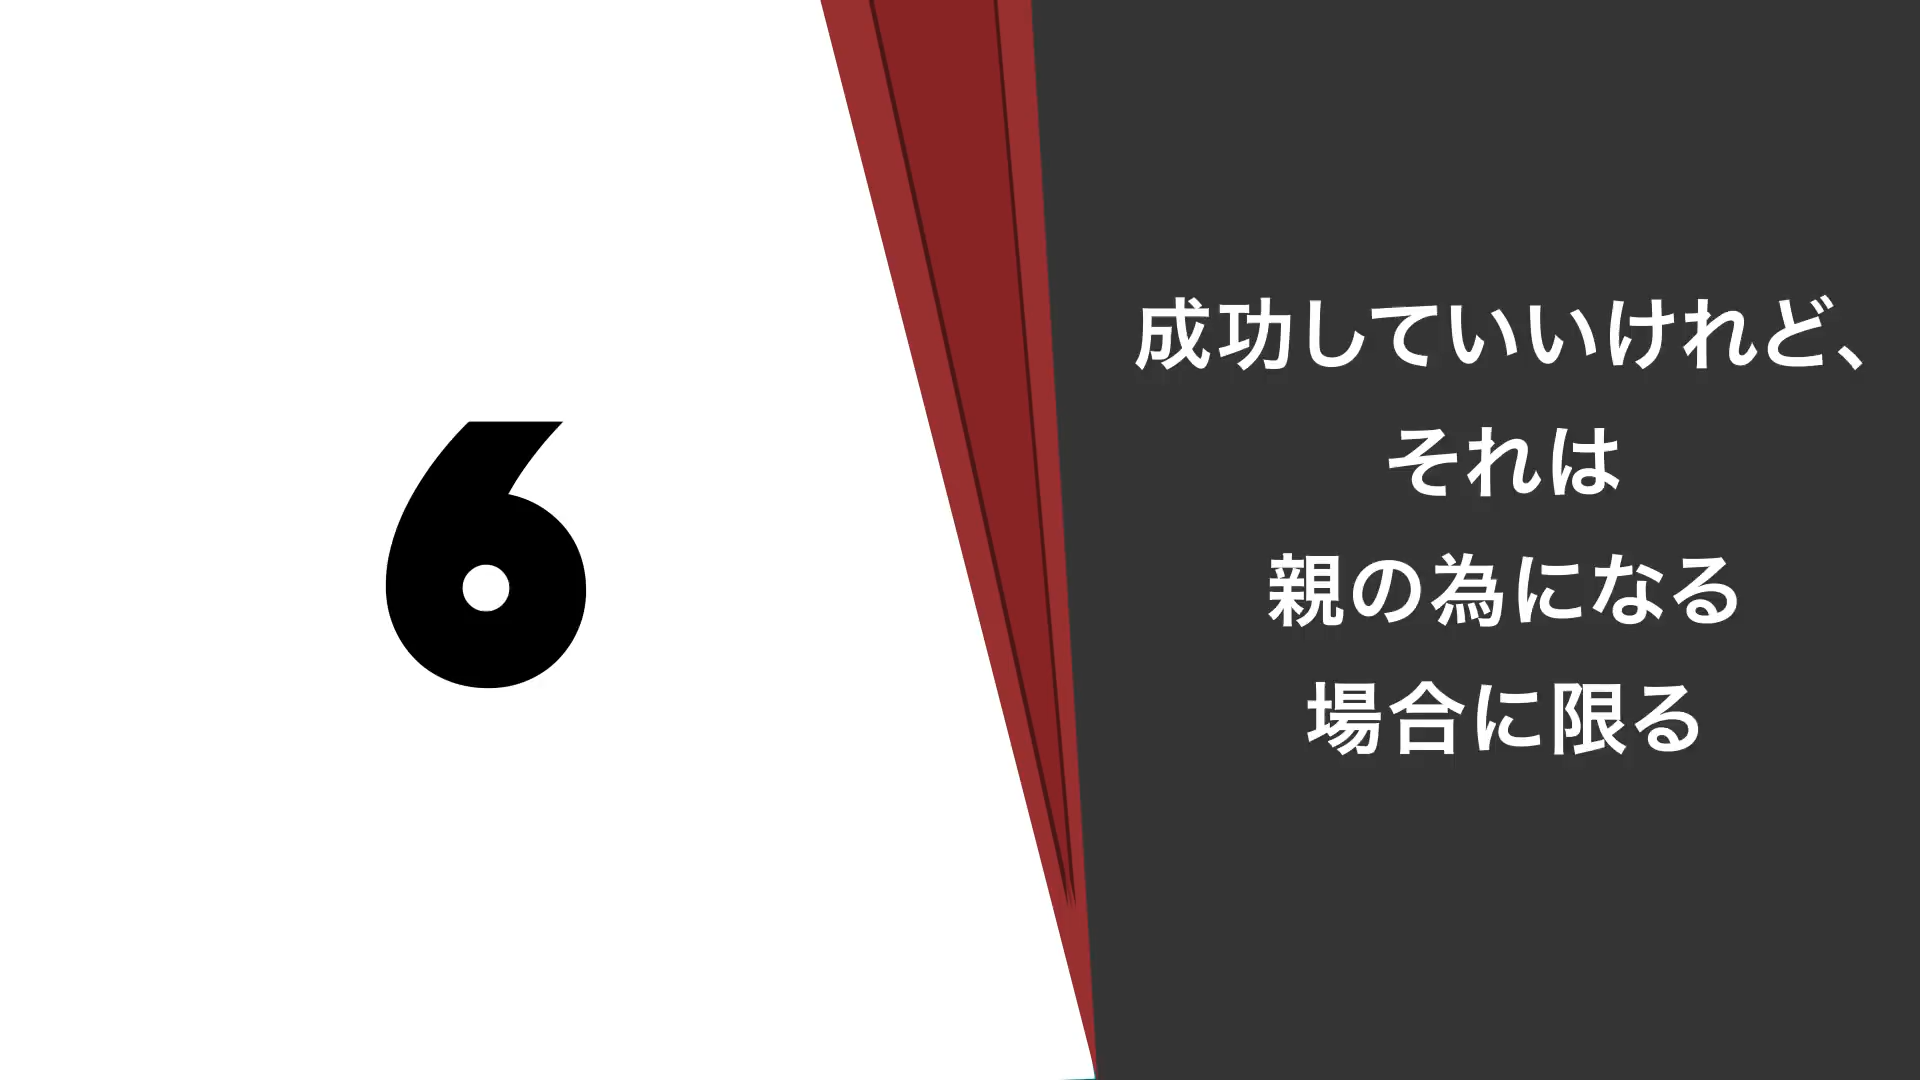 6
成功していいけれど、
それは
親の為になる
場合に限る